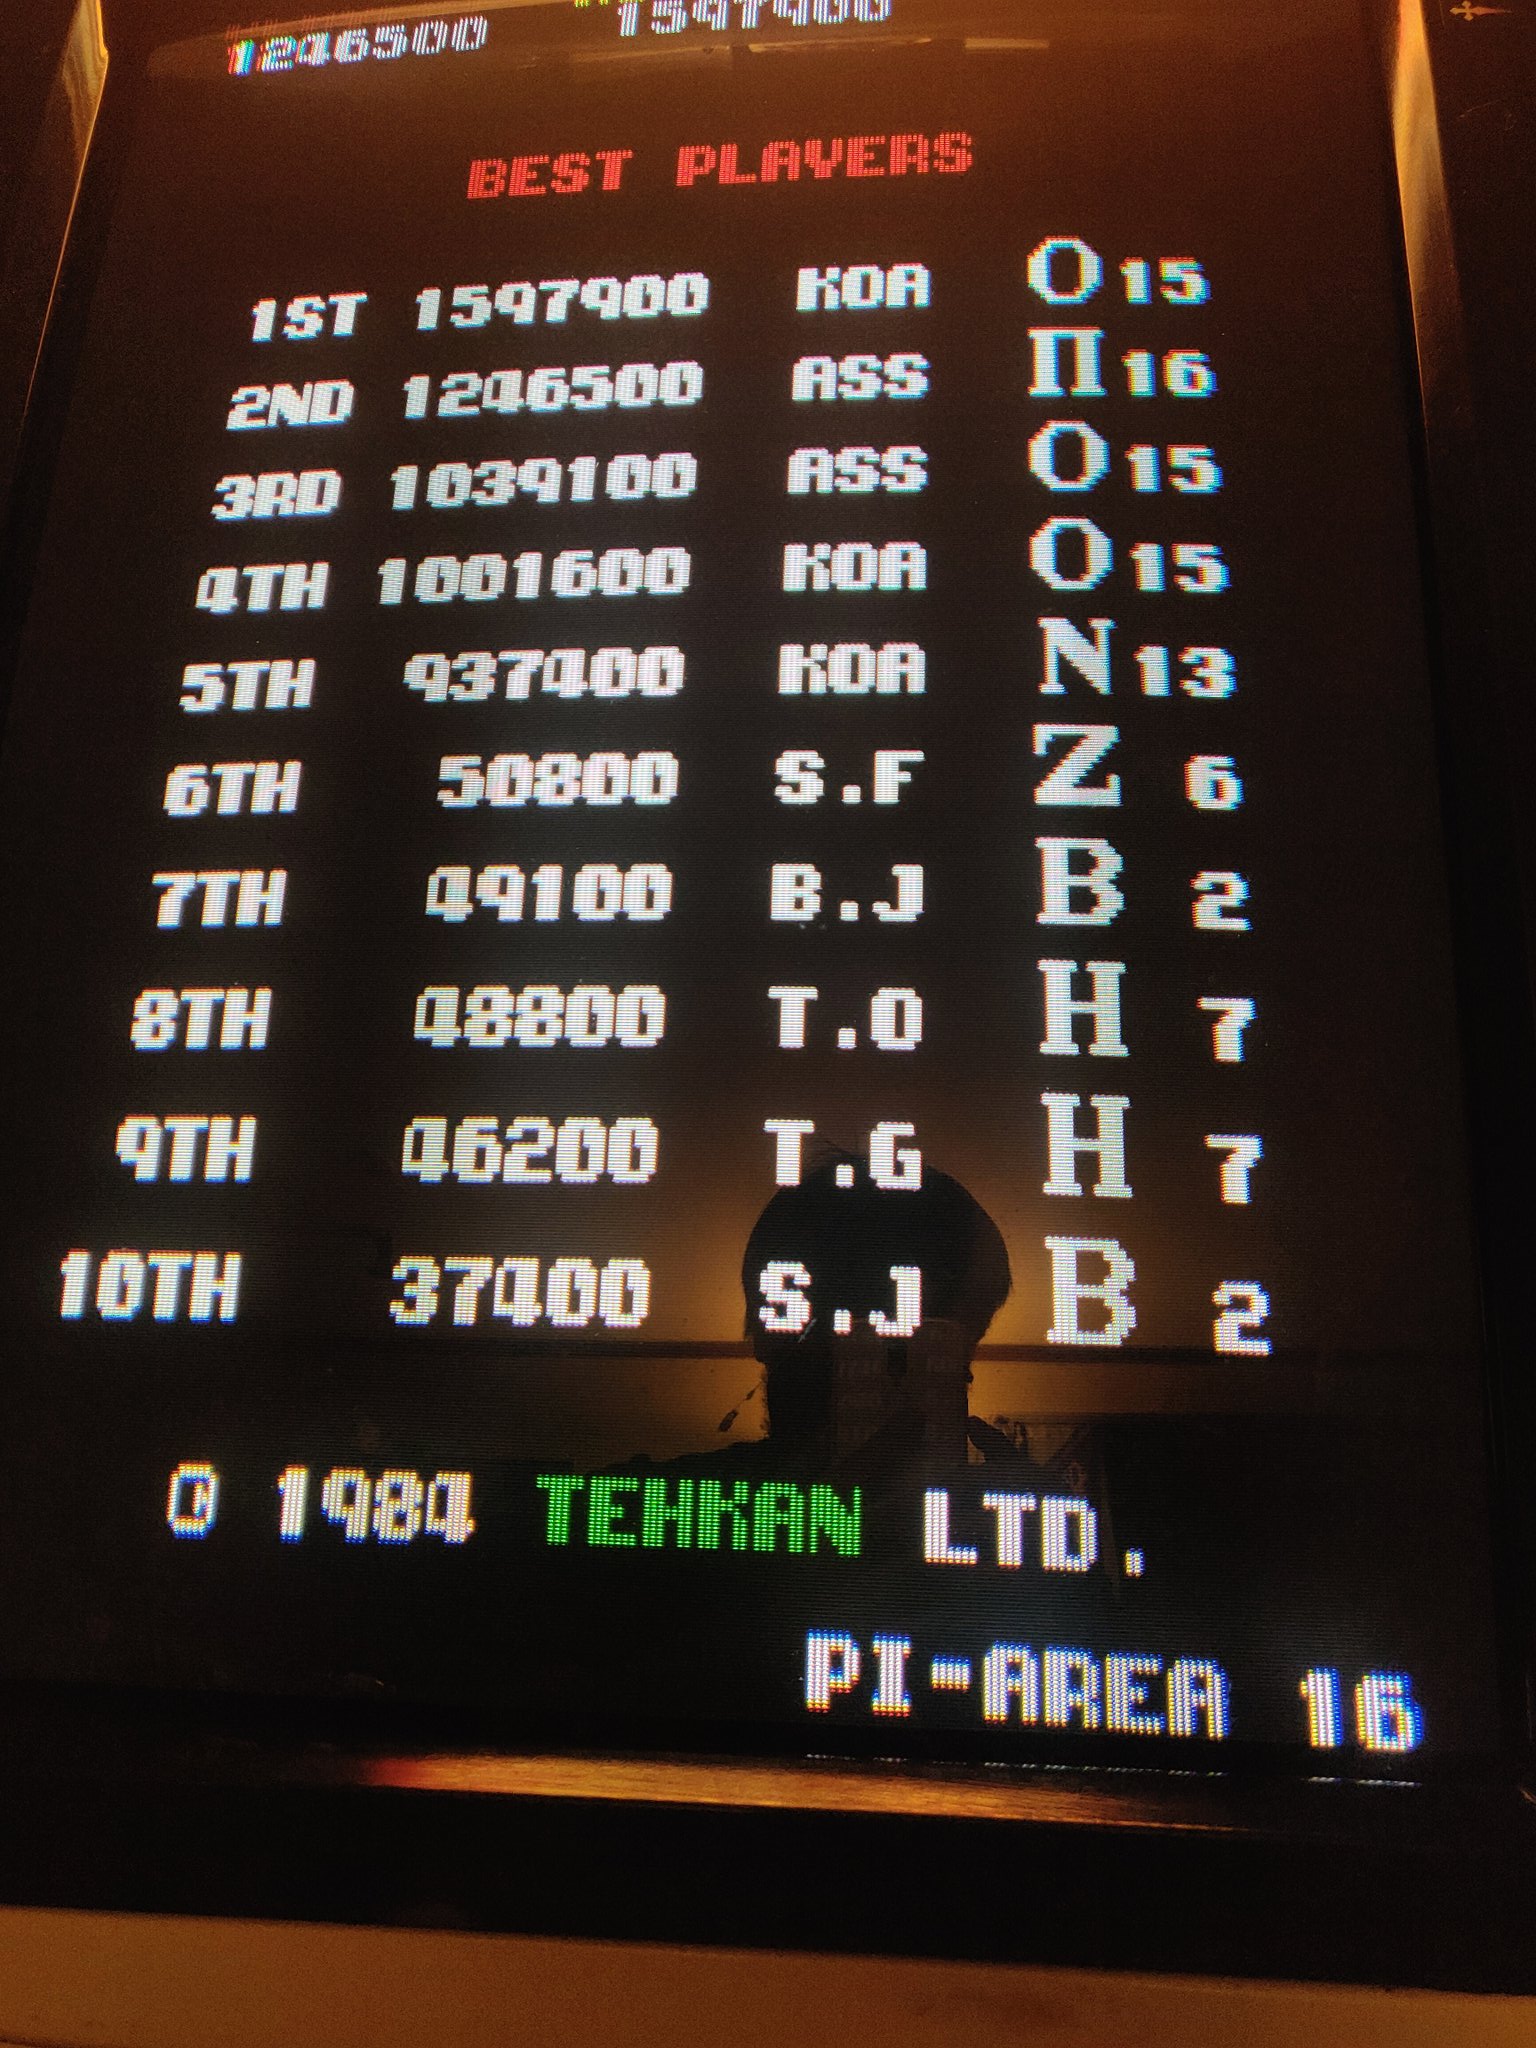 1246500 1597900
BEST PLAYERS
1ST 1597900 KOA Ο 15
2ND 1246500 ASS Π 16
3RD 1039100 ASS Ο 15
4TH 1001600 KOA Ο 15
5TH 937400 KOA Ν 13
6TH 50800 S.F Ζ 6
7TH 49100 B.J Β 2
8TH 48800 T.O Η 7
9TH 46200 T.G Η 7
10TH 37400 S.J Β 2
© 1984 TEHKAN LTD.
PI-AREA 16